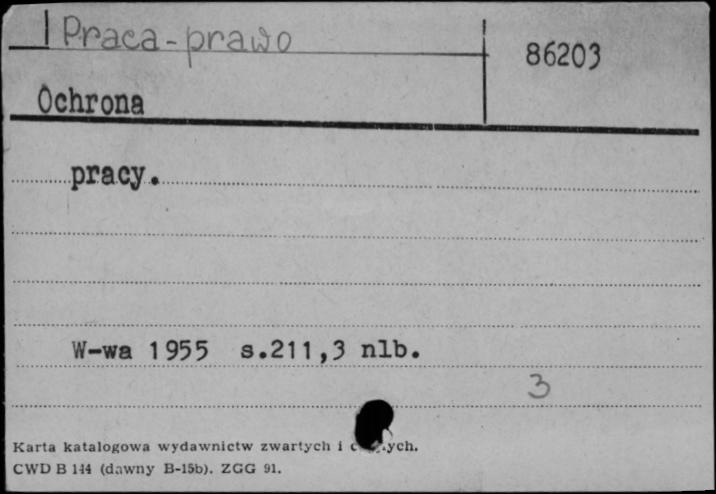 Praca-prawo
86203
Ochrona
pracy.
W-wa 1955 s.211,3 nlb.
3
Karta katalogowa wydawnictw zwartych i
CWD B 144 (dawny B-15b). ZGG 91.